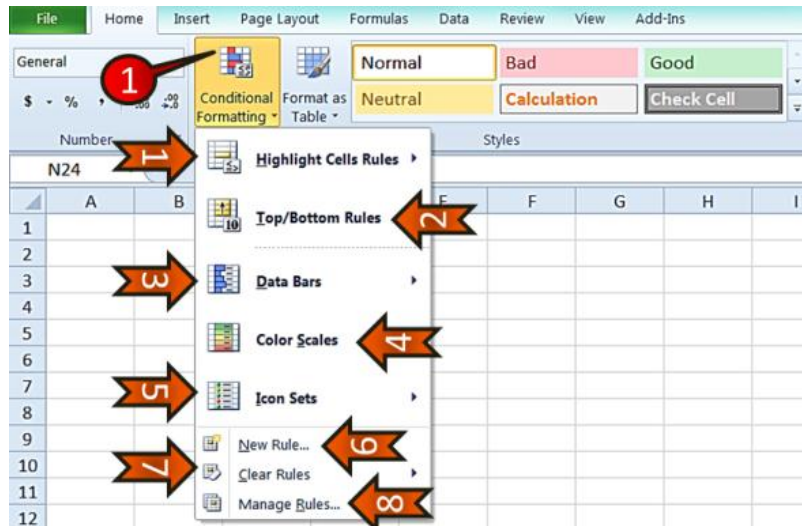 File Home Insert Page Layout Formulas Data Review View Add-Ins
General
Normal Bad Good
$ % , .00 .00
Conditional Formatting
Format as Table
Neutral Calculation Check Cell
1
Number Styles
N24
A B F G H I
1 2 3 4 5 6 7 8 9 10 11 12
Highlight Cells Rules
1
Top/Bottom Rules
2
Data Bars
3
Color Scales
4
Icon Sets
5
New Rule...
6
Clear Rules
7
Manage Rules...
8